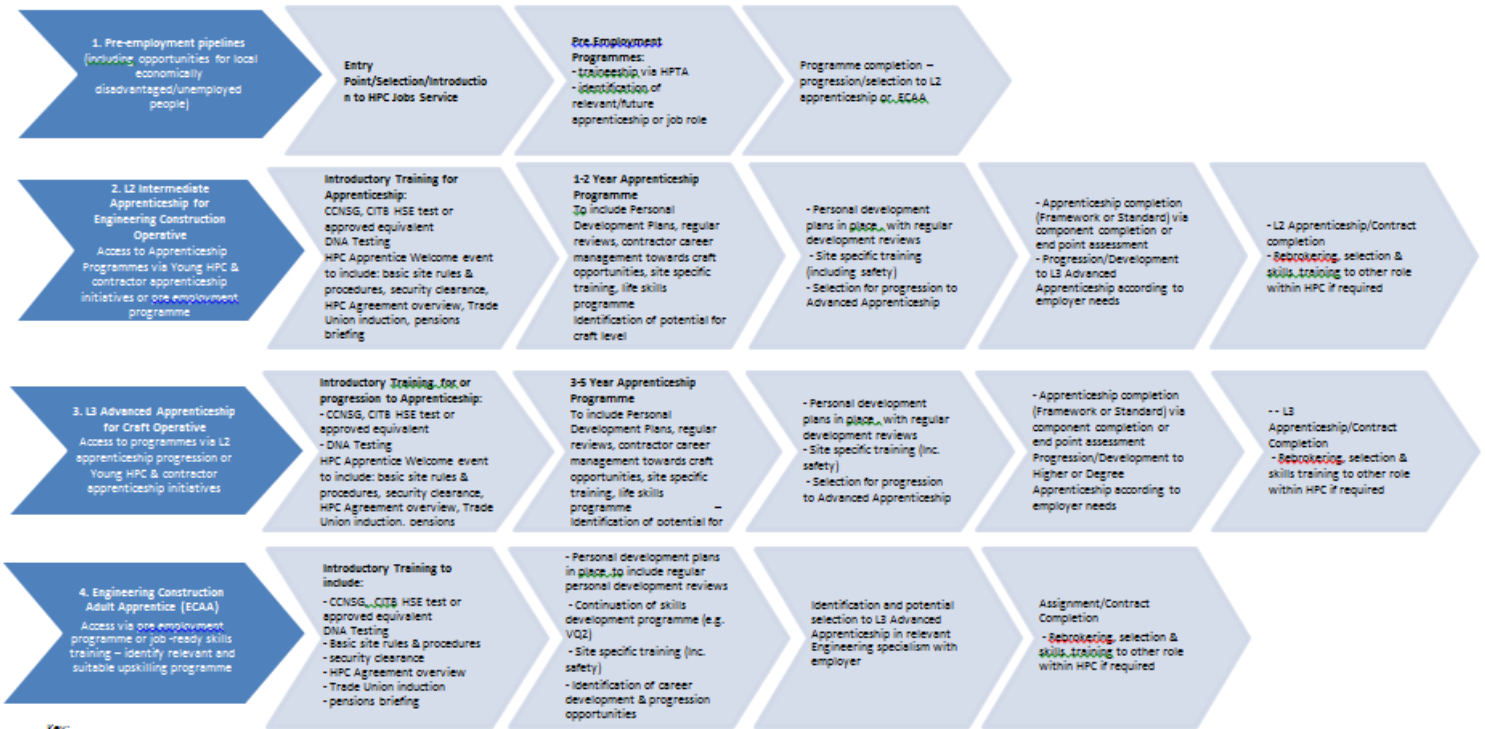 1. Pre-employment pipelines
(including opportunities for local
economically
disadvantaged/unemployed
people)
Entry
Point/Selection/Introductio
n to HPC Jobs Service
Pre Employment
Programmes:
- traineeship via HPTA
- identification of
relevant/future
apprenticeship or job role
Programme completion –
progression/selection to L2
apprenticeship or ECAA
2. L2 Intermediate
Apprenticeship for
Engineering Construction
Operative
Access to Apprenticeship
Programmes via Young HPC &
contractor apprenticeship
initiatives or pre employment
programme
Introductory Training for
Apprenticeship:
CCNSG, CITB HSE test or
approved equivalent
DNA Testing
HPC Apprentice Welcome event
to include: basic site rules &
procedures, security clearance,
HPC Agreement overview, Trade
Union induction, pensions
briefing
1-2 Year Apprenticeship
Programme
To include Personal
Development Plans, regular
reviews, contractor career
management towards craft
opportunities, site specific
training, life skills
programme
Identification of potential for
craft level
- Personal development
plans in place, with regular
development reviews
- Site specific training
(including safety)
- Selection for progression to
Advanced Apprenticeship
- Apprenticeship completion
(Framework or Standard) via
component completion or
end point assessment
- Progression/Development
to L3 Advanced
Apprenticeship according to
employer needs
- L2 Apprenticeship/Contract
completion
- Rebrokering, selection &
skills training to other role
within HPC if required
3. L3 Advanced Apprenticeship
for Craft Operative
Access to programmes via L2
apprenticeship progression or
Young HPC & contractor
apprenticeship initiatives
Introductory Training for or
progression to Apprenticeship:
- CCNSG, CITB HSE test or
approved equivalent
- DNA Testing
HPC Apprentice Welcome event
to include: basic site rules &
procedures, security clearance,
HPC Agreement overview, Trade
Union induction, pensions
3-5 Year Apprenticeship
Programme
To include Personal
Development Plans, regular
reviews, contractor career
management towards craft
opportunities, site specific
training, life skills
programme –
Identification of potential for
- Personal development
plans in place, with regular
development reviews
- Site specific training (Inc.
safety)
- Selection for progression
to Advanced Apprenticeship
- Apprenticeship completion
(Framework or Standard) via
component completion or
end point assessment
Progression/Development to
Higher or Degree
Apprenticeship according to
employer needs
- - L3
Apprenticeship/Contract
Completion
- Rebrokering, selection &
skills training to other role
within HPC if required
4. Engineering Construction
Adult Apprentice (ECAA)
Access via pre employment
programme or job -ready skills
training – identify relevant and
suitable upskilling programme
Introductory Training to
include:
- CCNSG, CITB HSE test or
approved equivalent
DNA Testing
- Basic site rules & procedures
- security clearance
- HPC Agreement overview
- Trade Union induction
- pensions briefing
- Personal development plans
in place to include regular
personal development reviews
- Continuation of skills
development programme (e.g.
VQ2)
- Site specific training (Inc.
safety)
- Identification of career
development & progression
opportunities
Identification and potential
selection to L3 Advanced
Apprenticeship in relevant
Engineering specialism with
employer
Assignment/Contract
Completion
- Rebrokering, selection &
skills training to other role
within HPC if required